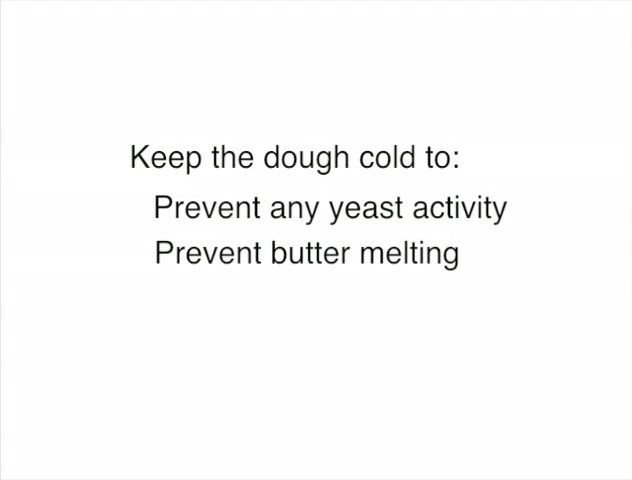 Keep the dough cold to:
Prevent any yeast activity
Prevent butter melting